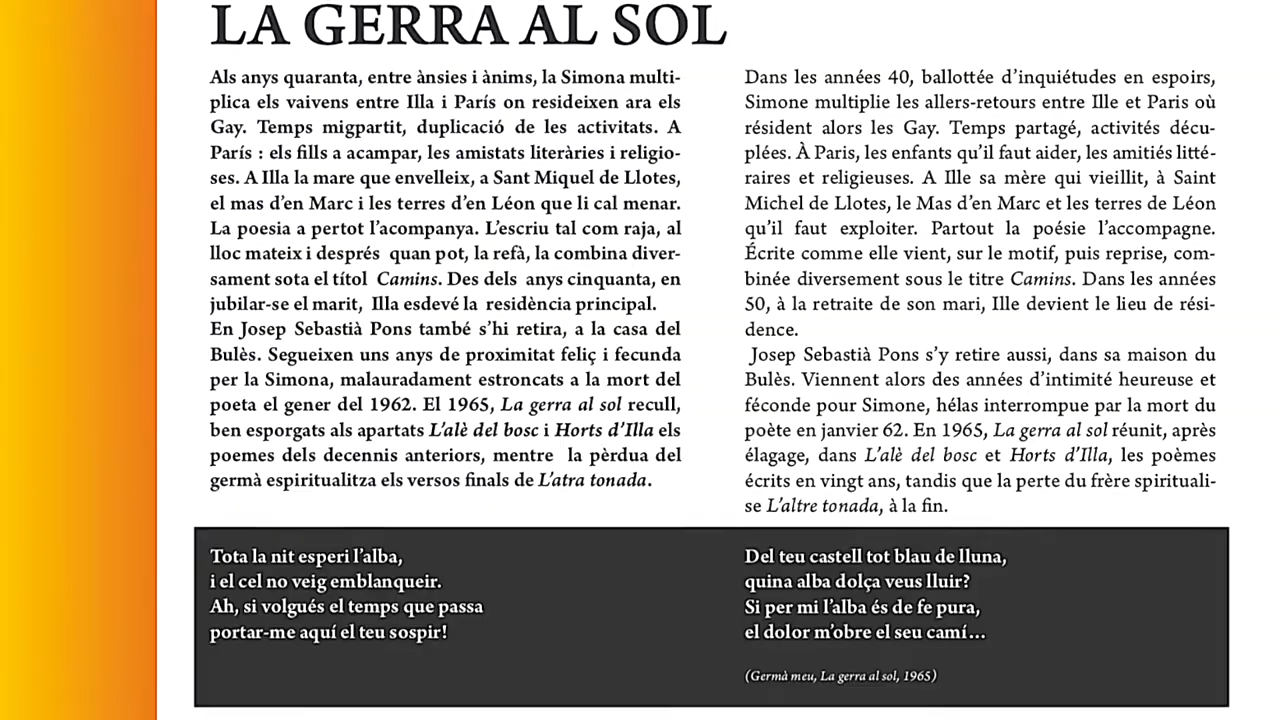 LA GERRA AL SOL
Als anys quaranta, entre ànsies i ànims, la Simona multi-
plica els vaivens entre Illa i París on resideixen ara els
Gay. Temps migpartit, duplicació de les activitats. A
París : els fills a acampar, les amistats literàries i religio-
ses. A Illa la mare que envelleix, a Sant Miquel de Llotes,
el mas d'en Marc i les terres d'en Léon que li cal menar.
La poesia a pertot l'acompanya. L'escriu tal com raja, al
lloc mateix i després quan pot, la refà, la combina diver-
sament sota el títol Camins. Des dels anys cinquanta, en
jubilar-se el marit, Illa esdevé la residència principal.
En Josep Sebastià Pons també s'hi retira, a la casa del
Bulès. Segueixen uns anys de proximitat feliç i fecunda
per la Simona, malauradament estroncats a la mort del
poeta el gener del 1962. El 1965, La gerra al sol recull,
ben esporgats als apartats L'alè del bosc i Horts d'Illa els
poemes dels decennis anteriors, mentre la pèrdua del
germà espiritualitza els versos finals de L'atra tonada.
Dans les années 40, ballottée d'inquiétudes en espoirs,
Simone multiplie les allers-retours entre Ille et Paris où
résident alors les Gay. Temps partagé, activités décu-
plées. À Paris, les enfants qu'il faut aider, les amitiés litté-
raires et religieuses. A Ille sa mère qui vieillit, à Saint
Michel de Llotes, le Mas d'en Marc et les terres de Léon
qu'il faut exploiter. Partout la poésie l'accompagne.
Écrite comme elle vient, sur le motif, puis reprise, com-
binée diversement sous le titre Camins. Dans les années
50, à la retraite de son mari, Ille devient le lieu de rési-
dence.
Josep Sebastià Pons s'y retire aussi, dans sa maison du
Bulès. Viennent alors des années d'intimité heureuse et
féconde pour Simone, hélas interrompue par la mort du
poète en janvier 62. En 1965, La gerra al sol réunit, après
élagage, dans L'alè del bosc et Horts d'Illa, les poèmes
écrits en vingt ans, tandis que la perte du frère spirituali-
se L'altre tonada, à la fin.
Tota la nit esperi l'alba,
i el cel no veig emblanqueir.
Ah, si volgués el temps que passa
portar-me aquí el teu sospir!
Del teu castell tot blau de lluna,
quina alba dolça veus lluir?
Si per mi l'alba és de fe pura,
el dolor m'obre el seu camí…
(Germà meu, La gerra al sol, 1965)